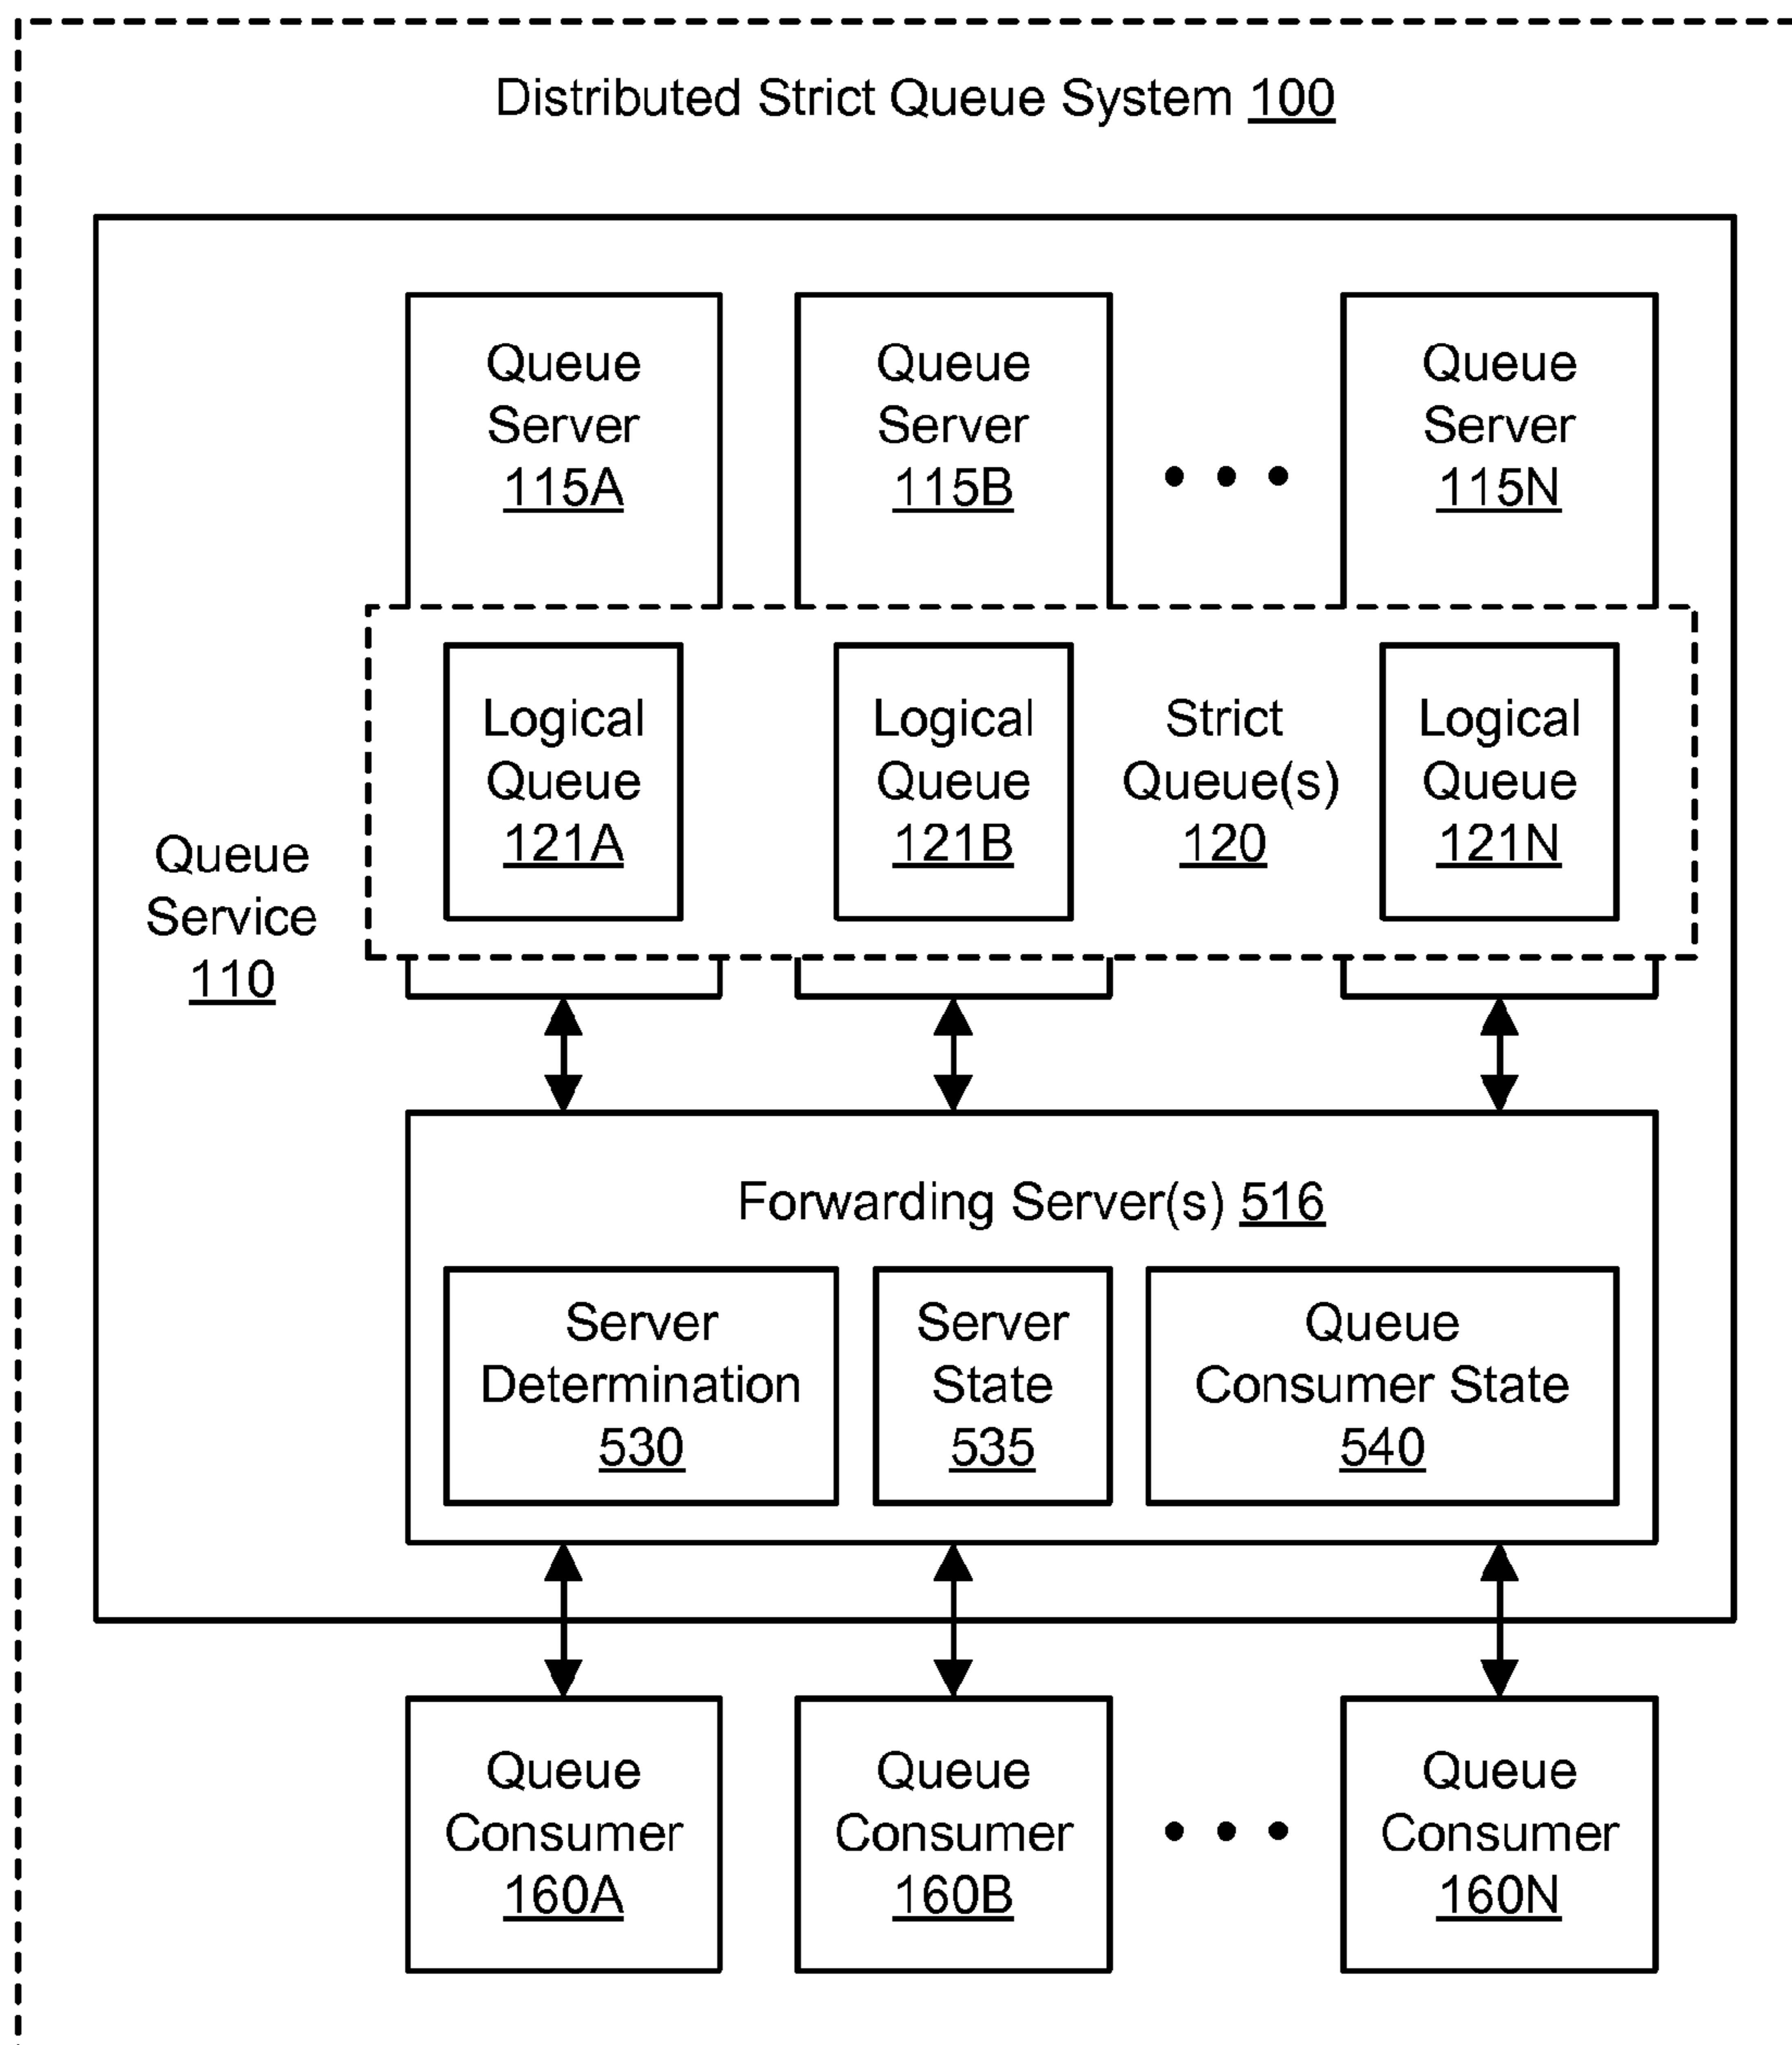 Distributed Strict Queue System 100
Queue
Server
115A
Queue
Server
115B
Queue
Server
115N
Logical
Queue
121A
Logical
Queue
121B
Strict
Queue(s)
120
Logical
Queue
121N
Queue
Service
110
Forwarding Server(s) 516
Server
Determination
530
Server
State
535
Queue
Consumer State
540
Queue
Consumer
160A
Queue
Consumer
160B
Queue
Consumer
160N